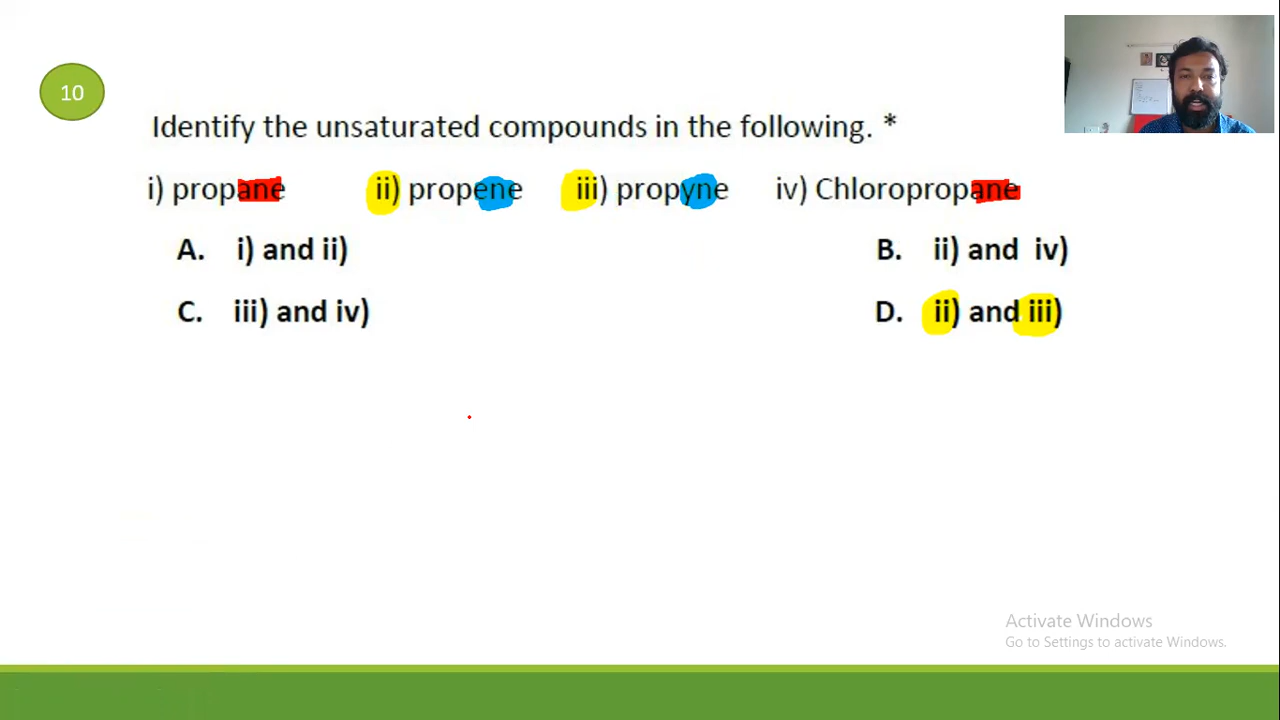 10
Identify the unsaturated compounds in the following. *
i) propane ii) propene iii) propyne iv) Chloropropane
A. i) and ii) B. ii) and iv)
C. iii) and iv) D. ii) and iii)
Activate Windows
Go to Settings to activate Windows.